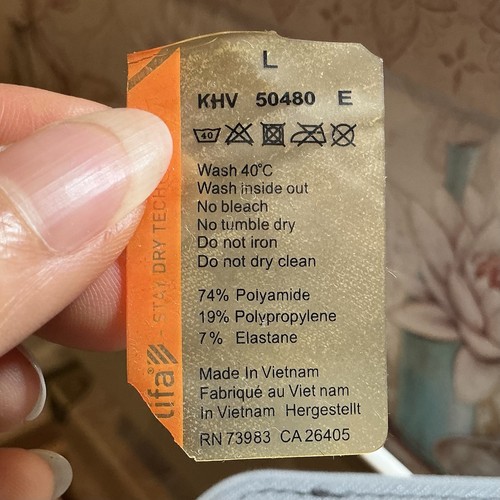 L
KHV 50480 E
40
Wash 40°C
Wash inside out
No bleach
No tumble dry
Do not iron
Do not dry clean
74% Polyamide
19% Polypropylene
7% Elastane
Made In Vietnam
Fabriqué au Viet nam
In Vietnam Hergestellt
RN 73983 CA 26405
lifa® - STAY DRY TECH